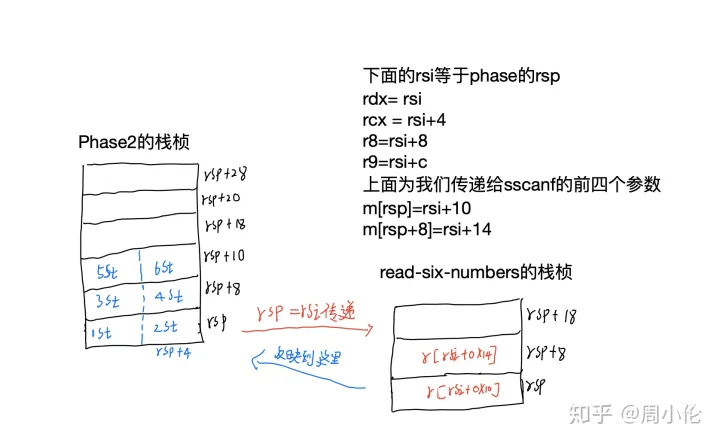 下面的rsi等于phase的rsp
rdx= rsi
rcx = rsi+4
r8=rsi+8
r9=rsi+c
上面为我们传递给sscanf的前四个参数
m[rsp]=rsi+10
m[rsp+8]=rsi+14
Phase2的栈桢
rsp+28
rsp+20
rsp+18
rsp+10
5st 6st
rsp+8
3st 4st
rsp
1st 2st
rsp+4
rsp=rsi传递
反映到这里
read-six-numbers的栈桢
rsp+18
rsp+8
r[rsi+0x14]
rsp
r[rsi+0x10]
知乎 @周小伦